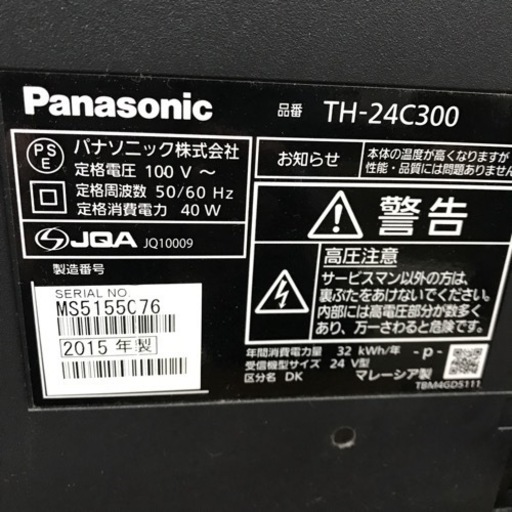 Panasonic
品番 TH-24C300
PS
E
パナソニック株式会社
定格電圧 100 V ～
定格周波数 50/60 Hz
定格消費電力 40 W
JQA JQ10009
製造番号
SERIAL NO.
MS5155C76
2015 年製
お知らせ
本体の温度が高くなりますが
性能・品質には問題ありません
警告
高圧注意
サービスマン以外の方は、
裏ぶたをあけないでください。
内部には高電圧部分が数多く
あり、万一さわると危険です。
年間消費電力量 32 kWh/年 -p-
受信機型サイズ 24 V型
区分名 DK マレーシア製
TBM4GD5111